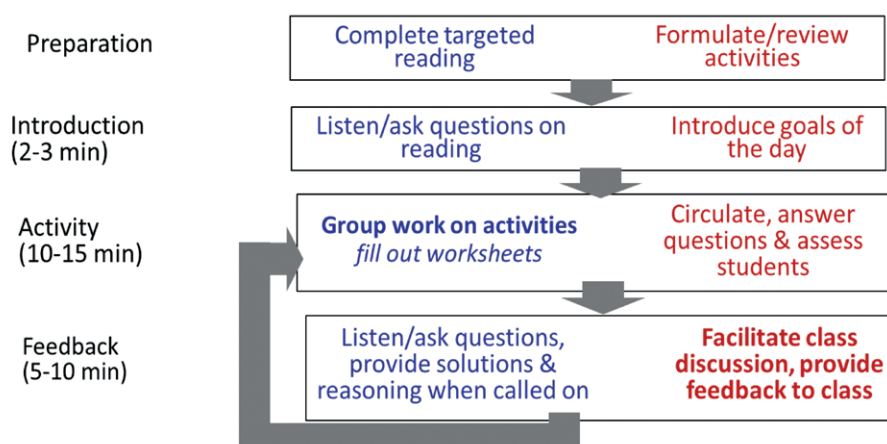 Preparation
Complete targeted
reading
Formulate/review
activities
Introduction
(2-3 min)
Listen/ask questions on
reading
Introduce goals of
the day
Activity
(10-15 min)
Group work on activities
fill out worksheets
Circulate, answer
questions & assess
students
Feedback
(5-10 min)
Listen/ask questions,
provide solutions &
reasoning when called on
Facilitate class
discussion, provide
feedback to class